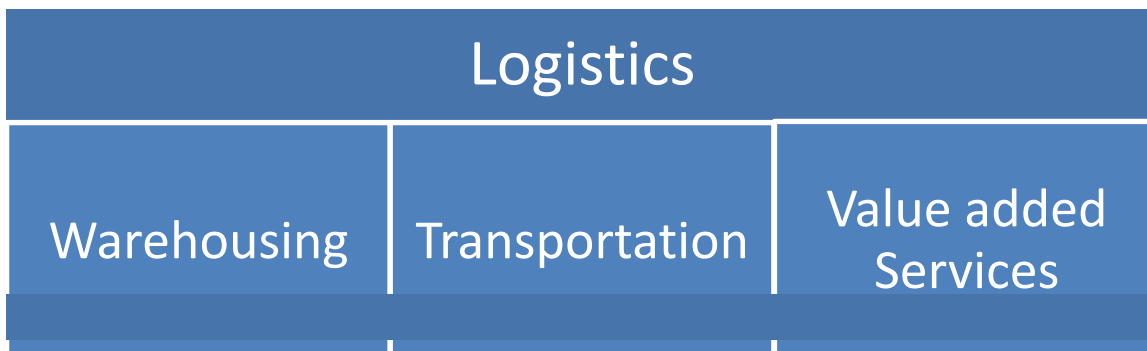 Logistics
Warehousing
Transportation
Value added
Services